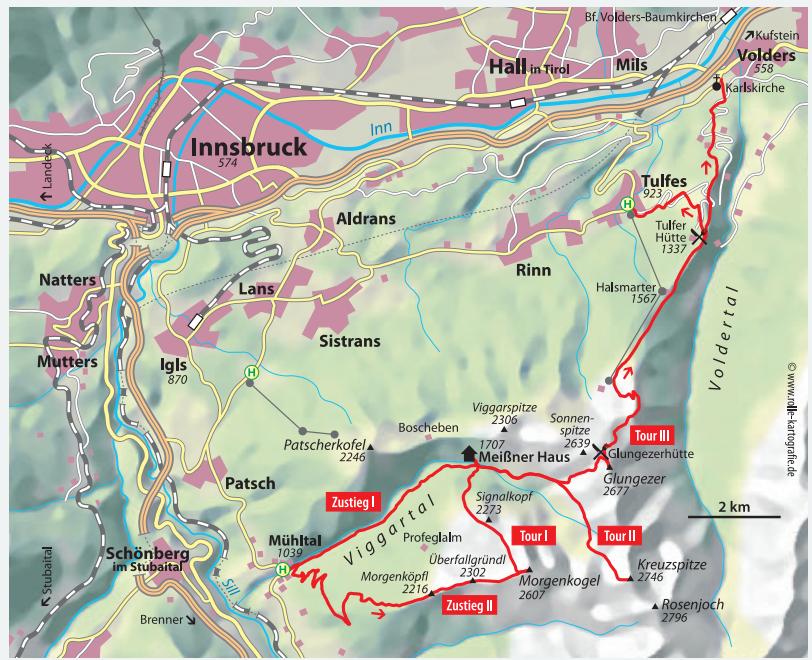 Bf. Volders-Baumkirchen
Kufstein
Volders
558
Hall in Tirol
Mils
Karlskirche
Inn
Innsbruck
574
Landeck
Tulfes
923
H
Aldrans
Tulfer
Hütte
1337
Rinn
Natters
Lans
Halsmarter
1567
Voldertal
Sistrans
Mutters
Igls
870
H
© www.rolle-kartografie.de
Viggarspitze
2306
Sonnen-
spitze
2639
Boscheben
Patscherkofel
2246
1707
Meißner Haus
Tour III
Glungezerhütte
Glungezer
2677
Patsch
Zustieg I
Signalkopf
2273
2 km
Viggartal
Mühltal
1039
H
Profeglalm
Tour I
Tour II
Schönberg
im Stubaital
Überfallgründl
2302
Kreuzspitze
2746
Morgenköpfl
2216
Morgenkogel
2607
Stubaital
Sill
Zustieg II
Rosenjoch
2796
Brenner